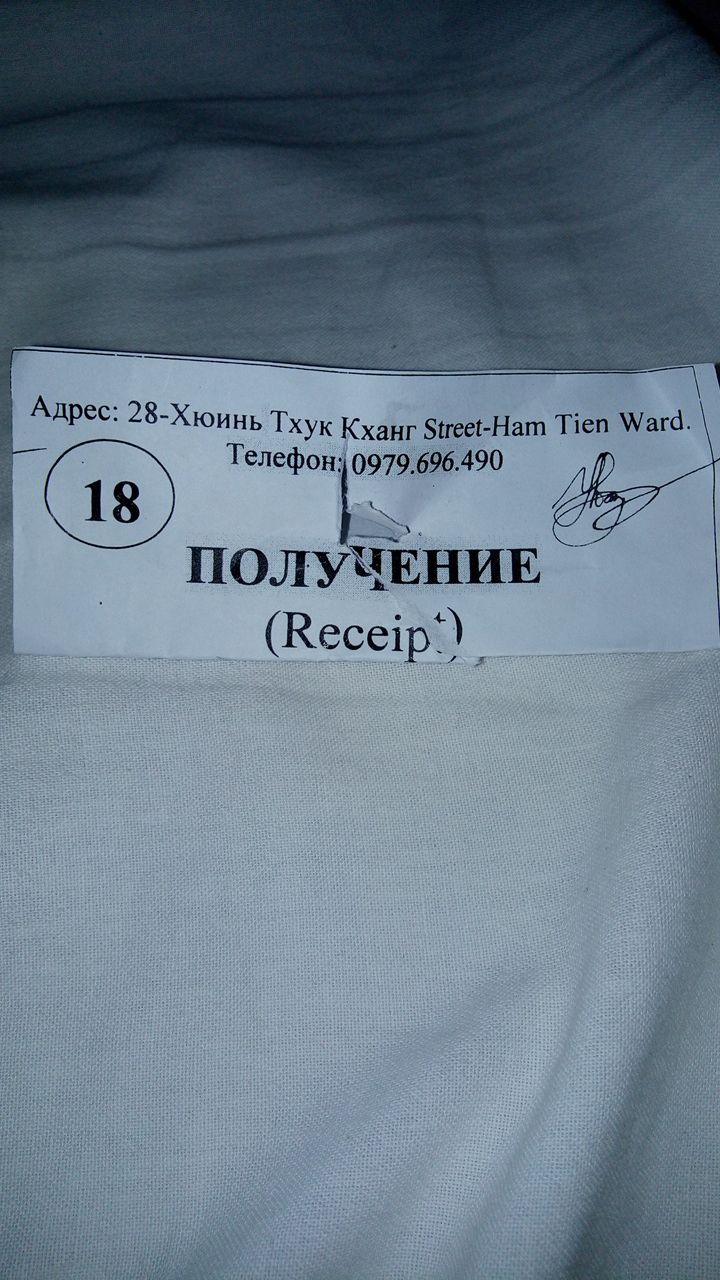 Адрес: 28-Хюинь Тхук Кханг Street-Ham Tien Ward.
Телефон: 0979.696.490
18
ПОЛУЧЕНИЕ
(Receipt)